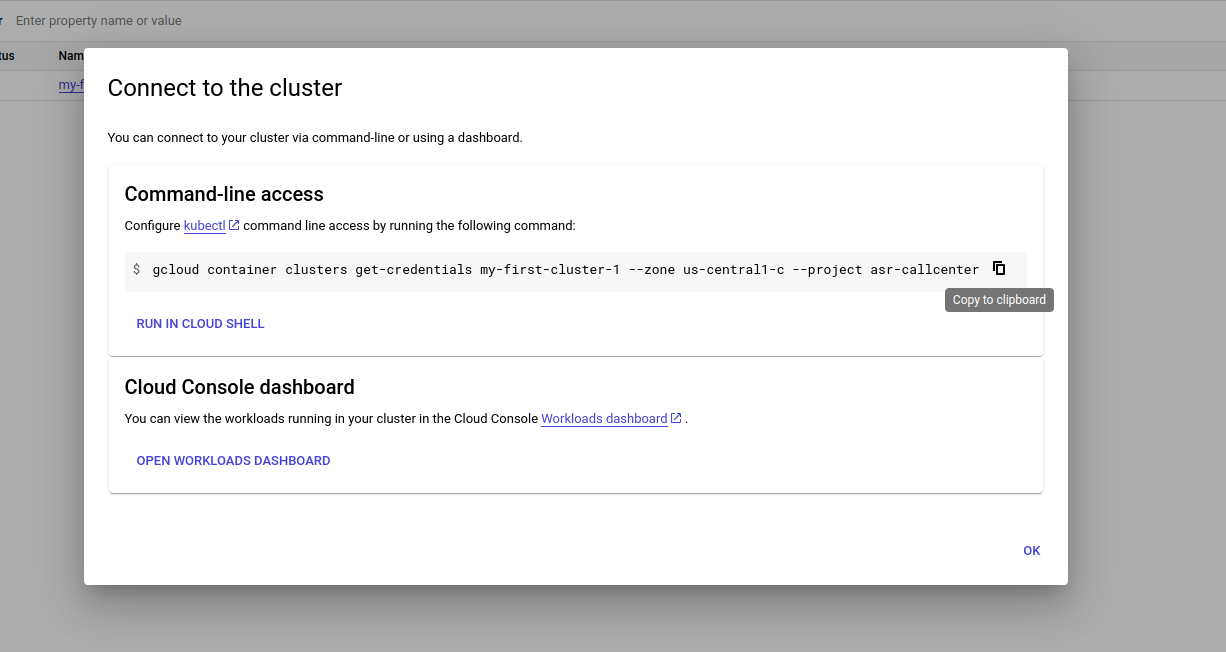 r Enter property name or value
tus Nam
my-f
Connect to the cluster
You can connect to your cluster via command-line or using a dashboard.
Command-line access
Configure kubectl command line access by running the following command:
$ gcloud container clusters get-credentials my-first-cluster-1 --zone us-central1-c --project asr-callcenter
Copy to clipboard
RUN IN CLOUD SHELL
Cloud Console dashboard
You can view the workloads running in your cluster in the Cloud Console Workloads dashboard .
OPEN WORKLOADS DASHBOARD
OK